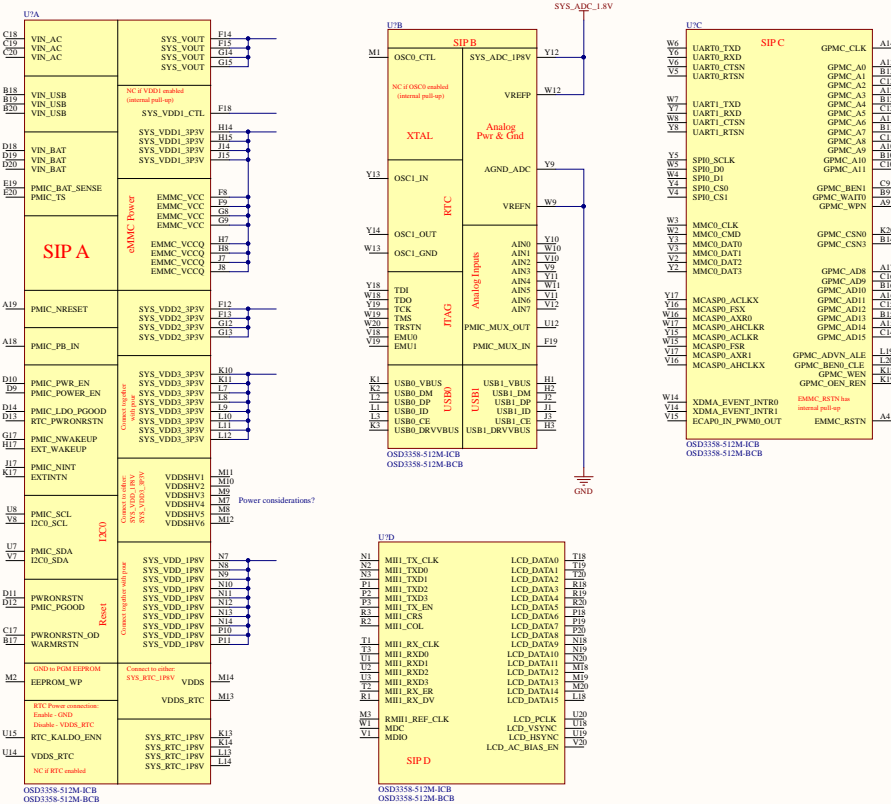 U?A
C18 VIN_AC SYS_VOUT F14
C19 VIN_AC SYS_VOUT F15
C20 VIN_AC SYS_VOUT G14
SYS_VOUT G15
NC if VDD1 enabled
(internal pull-up)
B18 VIN_USB
B19 VIN_USB
B20 VIN_USB SYS_VDD1_CTL F18
SYS_VDD1_3P3V H14
SYS_VDD1_3P3V H15
D18 VIN_BAT SYS_VDD1_3P3V J14
D19 VIN_BAT SYS_VDD1_3P3V J15
D20 VIN_BAT
E19 PMIC_BAT_SENSE
E20 PMIC_TS
eMMC Power
EMMC_VCC F8
EMMC_VCC F9
EMMC_VCC G8
EMMC_VCC G9
EMMC_VCCQ H7
EMMC_VCCQ H8
EMMC_VCCQ J7
EMMC_VCCQ J8
SIP A
A19 PMIC_NRESET SYS_VDD2_3P3V F12
SYS_VDD2_3P3V F13
SYS_VDD2_3P3V G12
SYS_VDD2_3P3V G13
A18 PMIC_PB_IN
Connect together
with pour
SYS_VDD3_3P3V K10
D10 PMIC_PWR_EN SYS_VDD3_3P3V K11
D9 PMIC_POWER_EN SYS_VDD3_3P3V L7
SYS_VDD3_3P3V L8
D14 PMIC_LDO_PGOOD SYS_VDD3_3P3V L9
D13 RTC_PWRONRSTN SYS_VDD3_3P3V L10
SYS_VDD3_3P3V L11
G17 PMIC_NWAKEUP SYS_VDD3_3P3V L12
H17 EXT_WAKEUP
J17 PMIC_NINT
K17 EXTINTN
Connect to either:
SYS_VDD_1P8V
SYS_VDD3_3P3V
VDDSHV1 M11
VDDSHV2 M10
VDDSHV3 M9
VDDSHV4 M7
VDDSHV5 M8
VDDSHV6 M12
Power considerations?
U8 PMIC_SCL
V8 I2C0_SCL
I2C0
U7 PMIC_SDA
V7 I2C0_SDA
Connect together with pour
SYS_VDD_1P8V N7
SYS_VDD_1P8V N8
SYS_VDD_1P8V N9
SYS_VDD_1P8V N10
SYS_VDD_1P8V N11
SYS_VDD_1P8V N12
SYS_VDD_1P8V N13
SYS_VDD_1P8V N14
SYS_VDD_1P8V P10
SYS_VDD_1P8V P11
D11 PWRONRSTN
D12 PMIC_PGOOD
Reset
C17 PWRONRSTN_OD
B17 WARMRSTN
GND to PGM EEPROM
M2 EEPROM_WP
Connect to either:
SYS_RTC_1P8V
VDDS M14
VDDS_RTC M13
RTC Power connection:
Enable - GND
Disable - VDDS_RTC
U15 RTC_KALDO_ENN
U14 VDDS_RTC
NC if RTC enabled
SYS_RTC_1P8V K13
SYS_RTC_1P8V K14
SYS_RTC_1P8V L13
SYS_RTC_1P8V L14
OSD3358-512M-ICB
OSD3358-512M-BCB
SYS_ADC_1.8V
U?B
SIP B
M1 OSC0_CTL SYS_ADC_1P8V Y12
NC if OSC0 enabled
(internal pull-up)
VREFP W12
XTAL
Analog
Pwr & Gnd
AGND_ADC Y9
Y13 OSC1_IN
RTC
VREFN W9
Y14 OSC1_OUT
W13 OSC1_GND
Analog Inputs
AIN0 Y10
AIN1 W10
AIN2 V10
AIN3 V9
AIN4 Y11
AIN5 W11
AIN6 V11
AIN7 V12
Y18 TDI
W18 TDO
Y19 TCK
W19 TMS
W20 TRSTN
V18 EMU0
V19 EMU1
JTAG
PMIC_MUX_OUT U12
PMIC_MUX_IN F19
K1 USB0_VBUS USB1_VBUS H1
K2 USB0_DM USB1_DM H2
L2 USB0_DP USB1_DP J2
L1 USB0_ID USB1_ID J1
L3 USB0_CE USB1_CE J3
K3 USB0_DRVVBUS USB1_DRVVBUS H3
USB0
USB1
OSD3358-512M-ICB
OSD3358-512M-BCB
GND
U?C
SIP C
W6 UART0_TXD GPMC_CLK
Y6 UART0_RXD
V6 UART0_CTSN GPMC_A0
V5 UART0_RTSN GPMC_A1
GPMC_A2
GPMC_A3
W7 UART1_TXD GPMC_A4
Y7 UART1_RXD GPMC_A5
W8 UART1_CTSN GPMC_A6
Y8 UART1_RTSN GPMC_A7
GPMC_A8
GPMC_A9
Y5 SPI0_SCLK GPMC_A10
W5 SPI0_D0 GPMC_A11
W4 SPI0_D1
Y4 SPI0_CS0 GPMC_BEN1
V4 SPI0_CS1 GPMC_WAIT0
GPMC_WPN
W3 MMC0_CLK
W2 MMC0_CMD GPMC_CSN0
Y3 MMC0_DAT0 GPMC_CSN3
V3 MMC0_DAT1
V2 MMC0_DAT2
Y2 MMC0_DAT3 GPMC_AD8
GPMC_AD9
GPMC_AD10
Y17 MCASP0_ACLKX GPMC_AD11
Y16 MCASP0_FSX GPMC_AD12
W16 MCASP0_AXR0 GPMC_AD13
W17 MCASP0_AHCLKR GPMC_AD14
Y15 MCASP0_ACLKR GPMC_AD15
W15 MCASP0_FSR
V17 MCASP0_AXR1 GPMC_ADVN_ALE
V16 MCASP0_AHCLKX GPMC_BEN0_CLE
GPMC_WEN
GPMC_OEN_REN
W14 XDMA_EVENT_INTR0
V14 XDMA_EVENT_INTR1
V15 ECAP0_IN_PWM0_OUT
EMMC_RSTN has
internal pull-up
EMMC_RSTN A4
OSD3358-512M-ICB
OSD3358-512M-BCB
U?D
N1 MII1_TX_CLK LCD_DATA0 T18
N2 MII1_TXD0 LCD_DATA1 T19
N3 MII1_TXD1 LCD_DATA2 T20
P1 MII1_TXD2 LCD_DATA3 R18
P2 MII1_TXD3 LCD_DATA4 R19
P3 MII1_TX_EN LCD_DATA5 R20
R3 MII1_CRS LCD_DATA6 P18
R2 MII1_COL LCD_DATA7 P19
LCD_DATA8 P20
T1 MII1_RX_CLK LCD_DATA9 N18
T3 MII1_RXD0 LCD_DATA10 N19
U1 MII1_RXD1 LCD_DATA11 N20
U2 MII1_RXD2 LCD_DATA12 M18
U3 MII1_RXD3 LCD_DATA13 M19
T2 MII1_RX_ER LCD_DATA14 M20
R1 MII1_RX_DV LCD_DATA15 L18
M3 RMII1_REF_CLK LCD_PCLK U20
W1 MDC LCD_VSYNC U18
V1 MDIO LCD_HSYNC U19
LCD_AC_BIAS_EN V20
SIP D
OSD3358-512M-ICB
OSD3358-512M-BCB